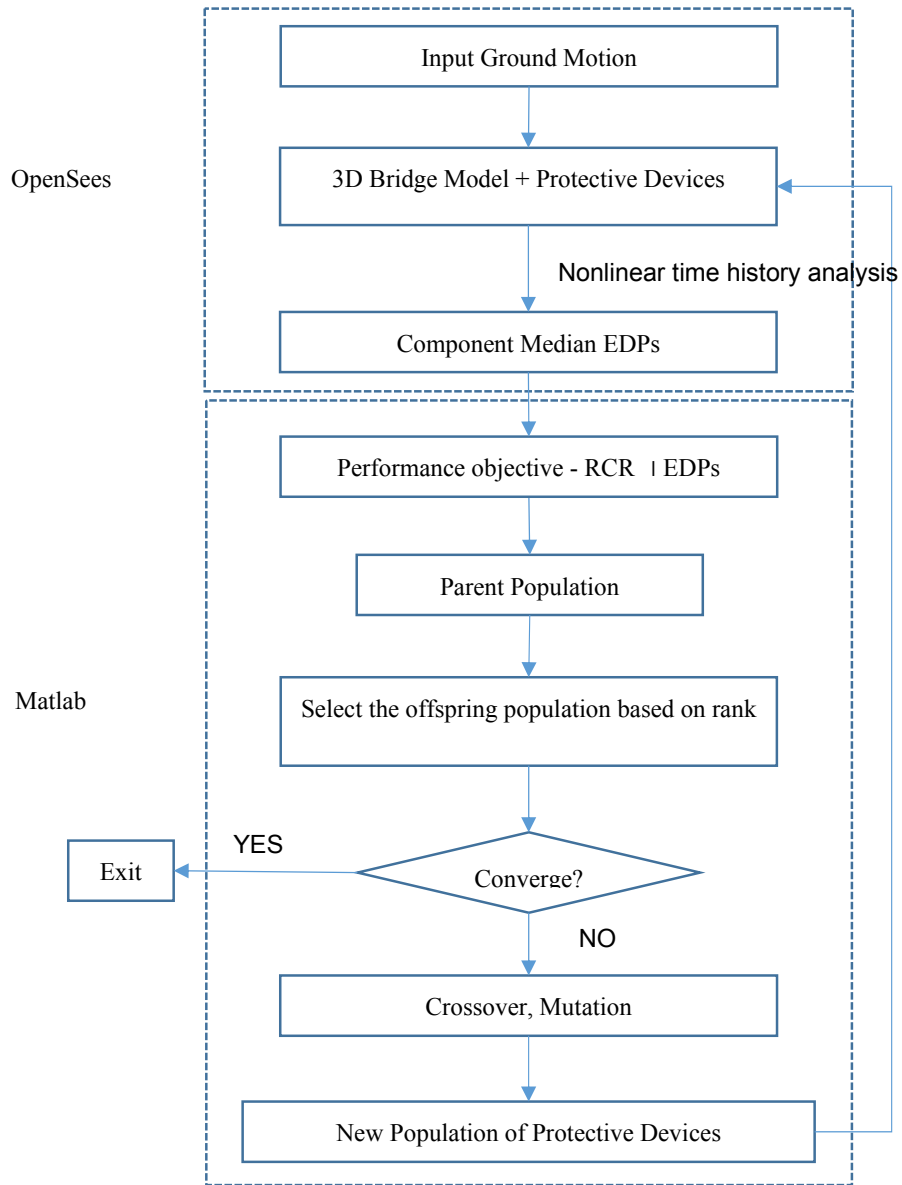 Input Ground Motion
OpenSees
3D Bridge Model + Protective Devices
Nonlinear time history analysis
Component Median EDPs
Performance objective - RCR | EDPs
Parent Population
Matlab
Select the offspring population based on rank
YES
Exit
Converge?
NO
Crossover, Mutation
New Population of Protective Devices